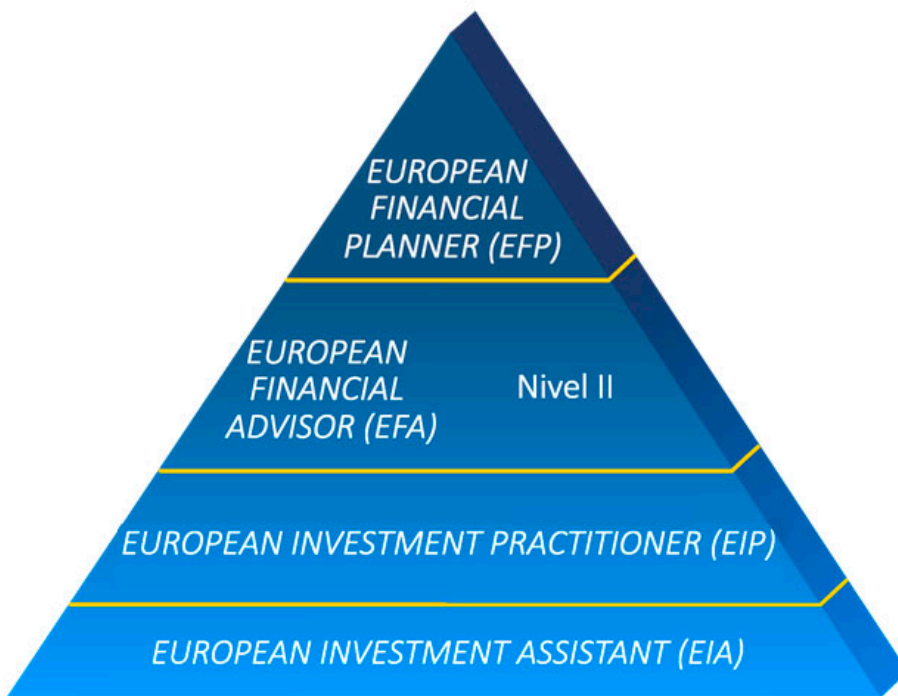 EUROPEAN
FINANCIAL
PLANNER (EFP)
EUROPEAN
FINANCIAL
ADVISOR (EFA)
Nivel II
EUROPEAN INVESTMENT PRACTITIONER (EIP)
EUROPEAN INVESTMENT ASSISTANT (EIA)